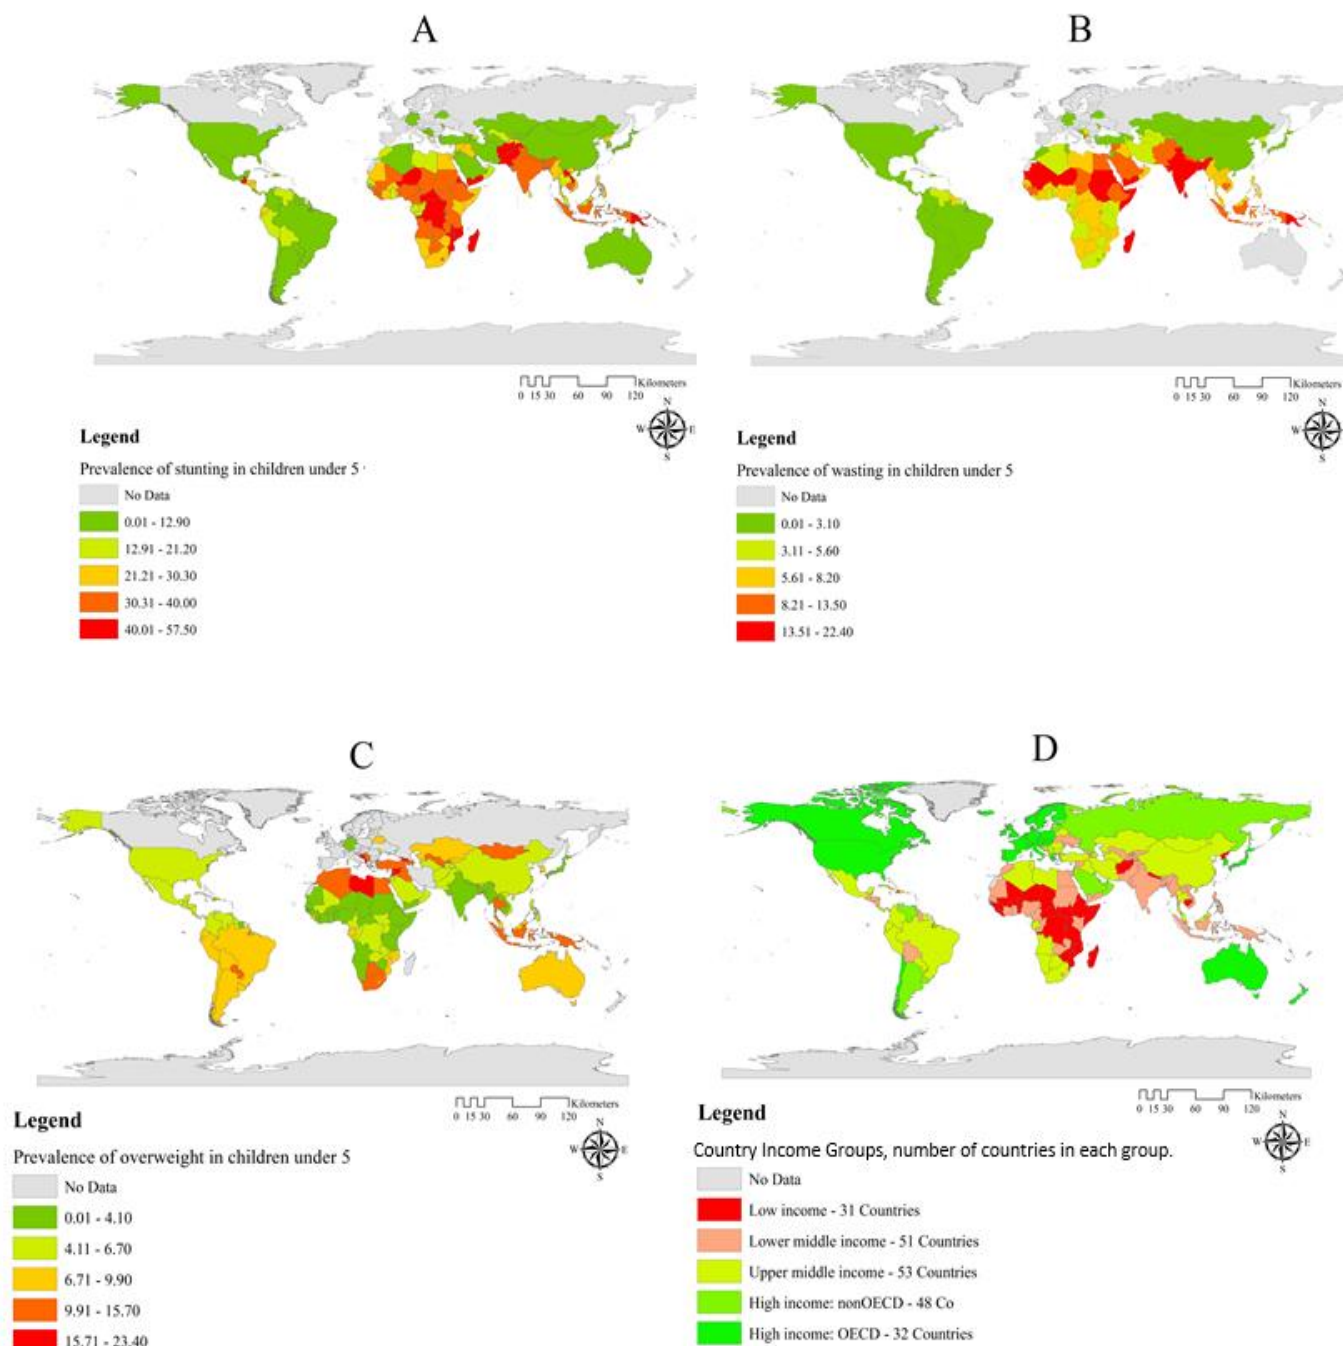 A
B
Kilometers
0 15 30 60 90 120
N
W E
S
Legend
Prevalence of stunting in children under 5
No Data
0.01 - 12.90
12.91 - 21.20
21.21 - 30.30
30.31 - 40.00
40.01 - 57.50
Kilometers
0 15 30 60 90 120
N
W
S
Legend
Prevalence of wasting in children under 5
No Data
0.01 - 3.10
3.11 - 5.60
5.61 - 8.20
8.21 - 13.50
13.51 - 22.40
C
D
Kilometers
0 15 30 60 90 120
N
W E
S
Legend
Prevalence of overweight in children under 5
No Data
0.01 - 4.10
4.11 - 6.70
6.71 - 9.90
9.91 - 15.70
15.71 - 23.40
Kilometers
0 15 30 60 90 120
N
W E
S
Legend
Country Income Groups, number of countries in each group.
No Data
Low income - 31 Countries
Lower middle income - 51 Countries
Upper middle income - 53 Countries
High income: nonOECD - 48 Co
High income: OECD - 32 Countries